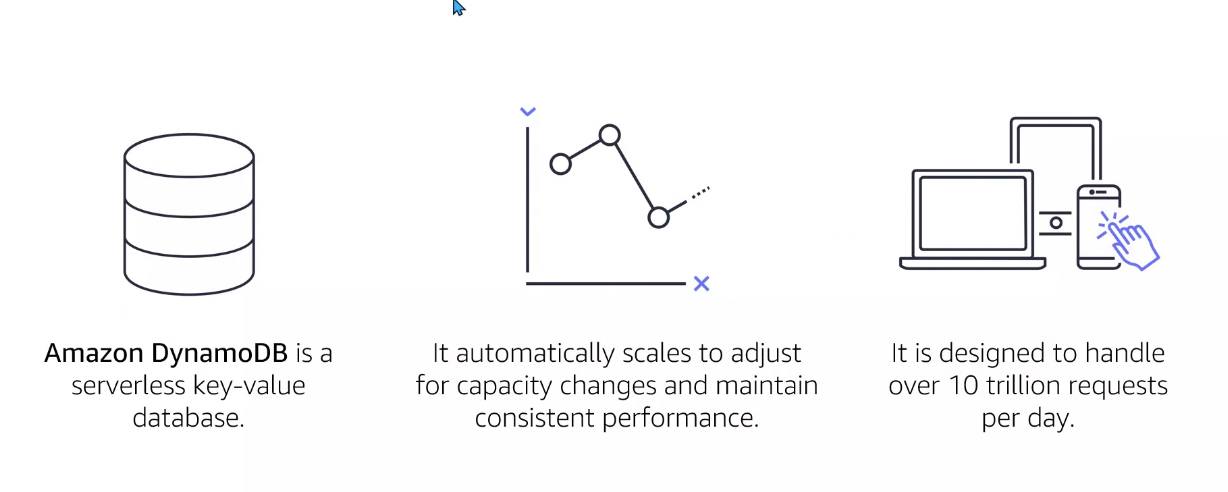 Amazon DynamoDB is a
serverless key-value
database.
It automatically scales to adjust
for capacity changes and maintain
consistent performance.
It is designed to handle
over 10 trillion requests
per day.